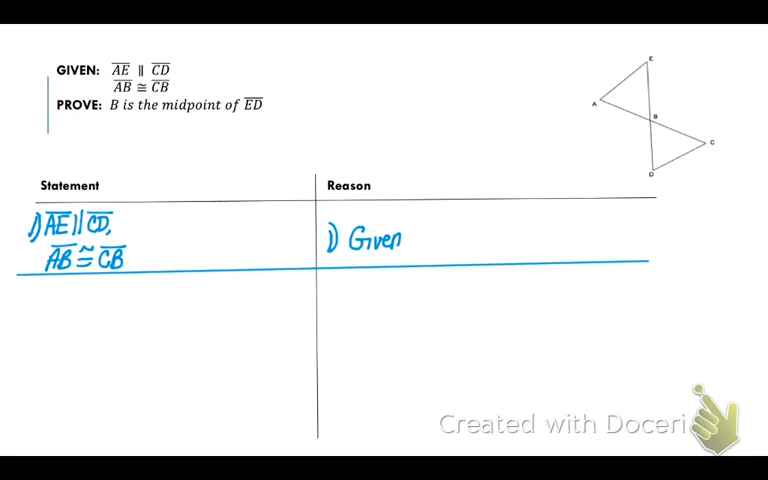 GIVEN: AE ∥ CD
AB ≅ CB
PROVE: B is the midpoint of ED
E
A
B
C
D
Statement Reason
1) AE || CD,
AB ≅ CB
1) Given
Created with Doceri